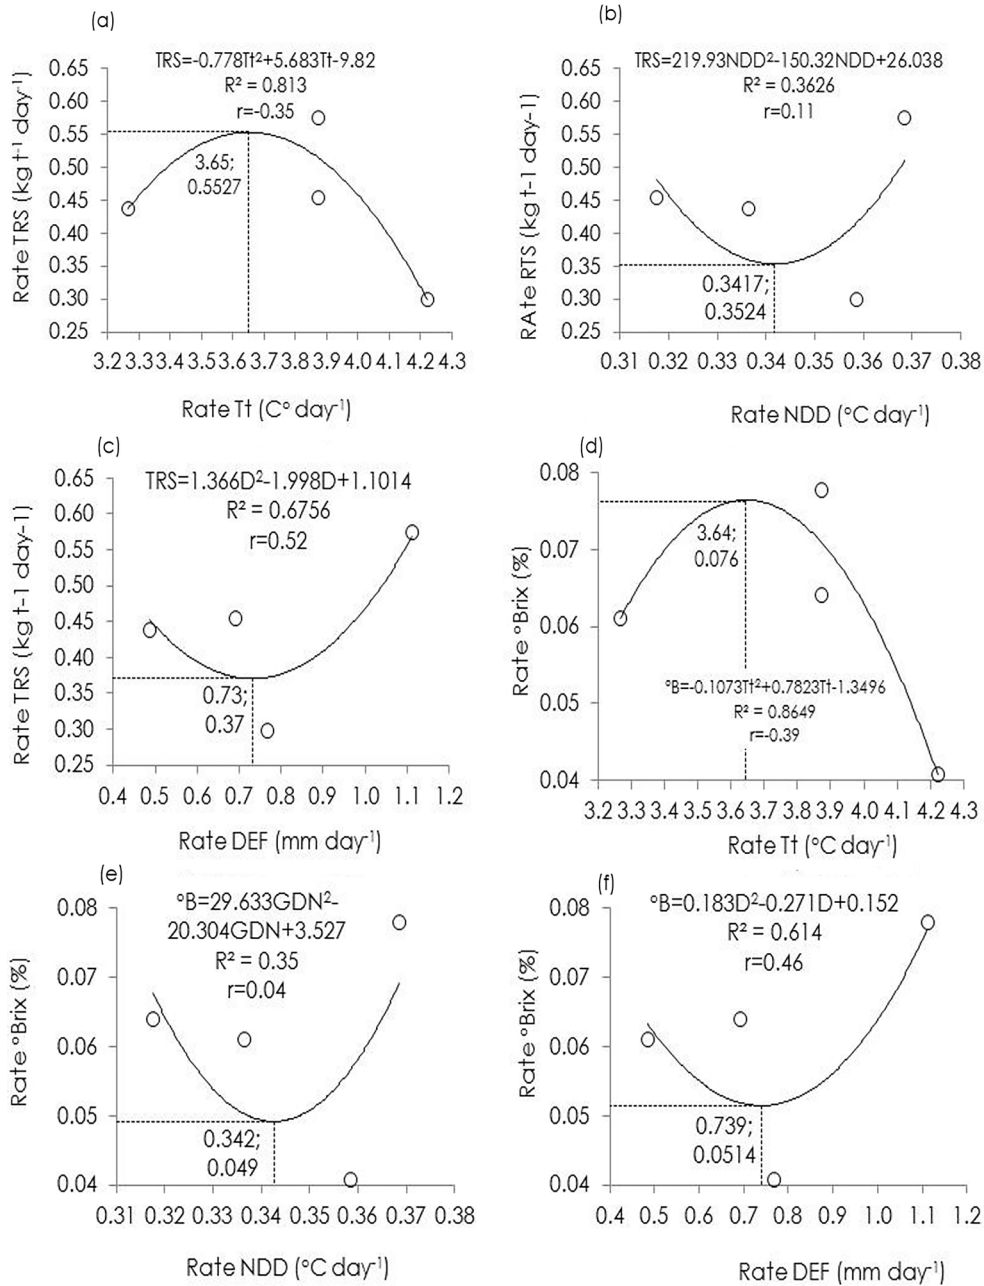 (a)
TRS=-0.778Tt²+5.683Tt-9.82
R² = 0.813
r=-0.35
0.65
0.60
0.55
0.50
0.45
0.40
0.35
0.30
0.25
3.65;
0.5527
3.2 3.3 3.4 3.5 3.6 3.7 3.8 3.9 4.0 4.1 4.2 4.3
Rate Tt (Cº day⁻¹)
Rate TRS (kg t⁻¹ day⁻¹)
(b)
TRS=219.93NDD²-150.32NDD+26.038
R² = 0.3626
r=0.11
0.65
0.60
0.55
0.50
0.45
0.40
0.35
0.30
0.25
0.3417;
0.3524
0.31 0.32 0.33 0.34 0.35 0.36 0.37 0.38
Rate NDD (ºC day⁻¹)
RAte RTS (kg t-1 day-1)
(c)
TRS=1.366D²-1.998D+1.1014
R² = 0.6756
r=0.52
0.65
0.60
0.55
0.50
0.45
0.40
0.35
0.30
0.25
0.73;
0.37
0.4 0.5 0.6 0.7 0.8 0.9 1.0 1.1 1.2
Rate DEF (mm day⁻¹)
Rate TRS (kg t-1 day-1)
(d)
0.08
0.07
0.06
0.05
0.04
3.64;
0.076
ºB=-0.1073Tt²+0.7823Tt-1.3496
R² = 0.8649
r=-0.39
3.2 3.3 3.4 3.5 3.6 3.7 3.8 3.9 4.0 4.1 4.2 4.3
Rate Tt (ºC day⁻¹)
Rate ºBrix (%)
(e)
ºB=29.633GDN²-
20.304GDN+3.527
R² = 0.35
r=0.04
0.08
0.07
0.06
0.05
0.04
0.342;
0.049
0.31 0.32 0.33 0.34 0.35 0.36 0.37 0.38
Rate NDD (ºC day⁻¹)
Rate ºBrix (%)
(f)
ºB=0.183D²-0.271D+0.152
R² = 0.614
r=0.46
0.08
0.07
0.06
0.05
0.04
0.739;
0.0514
0.4 0.5 0.6 0.7 0.8 0.9 1.0 1.1 1.2
Rate DEF (mm day⁻¹)
Rate ºBrix (%)